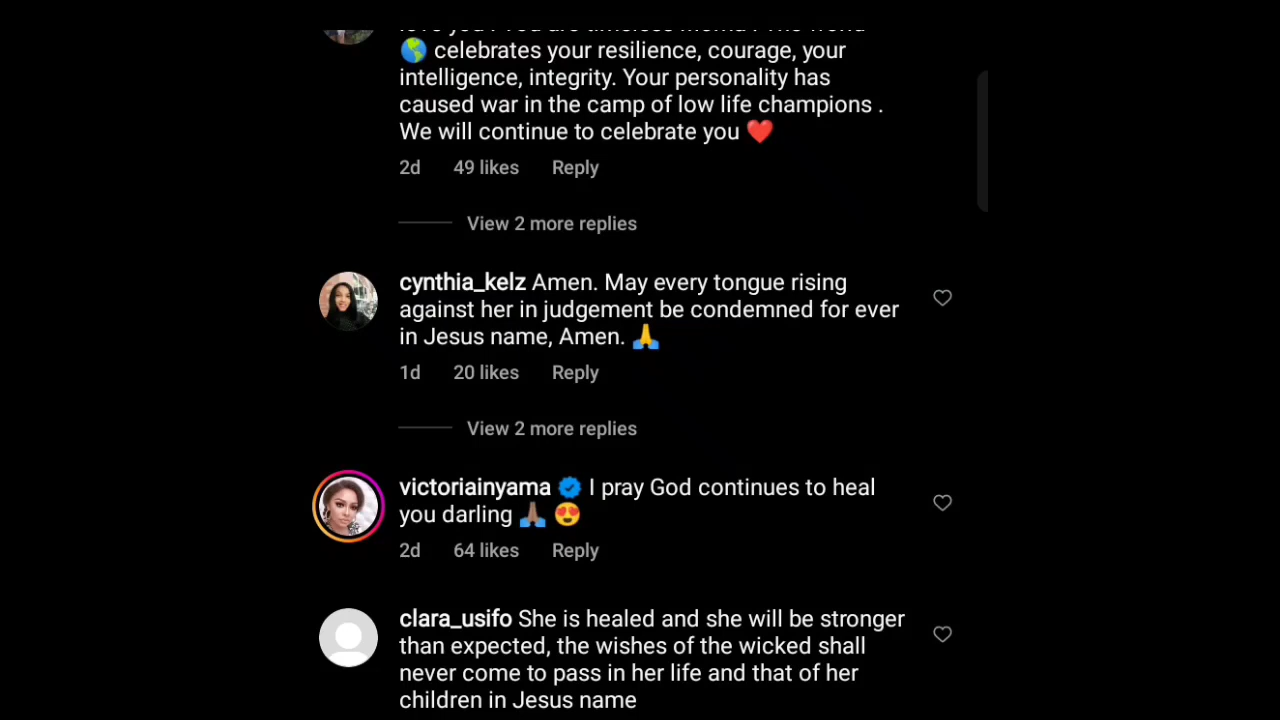 🌎 celebrates your resilience, courage, your
intelligence, integrity. Your personality has
caused war in the camp of low life champions .
We will continue to celebrate you ❤️
2d 49 likes Reply
View 2 more replies
cynthia_kelz Amen. May every tongue rising
against her in judgement be condemned for ever
in Jesus name, Amen. 🙏
1d 20 likes Reply
View 2 more replies
victoriainyama I pray God continues to heal
you darling 🙏🏽 😍
2d 64 likes Reply
clara_usifo She is healed and she will be stronger
than expected, the wishes of the wicked shall
never come to pass in her life and that of her
children in Jesus name